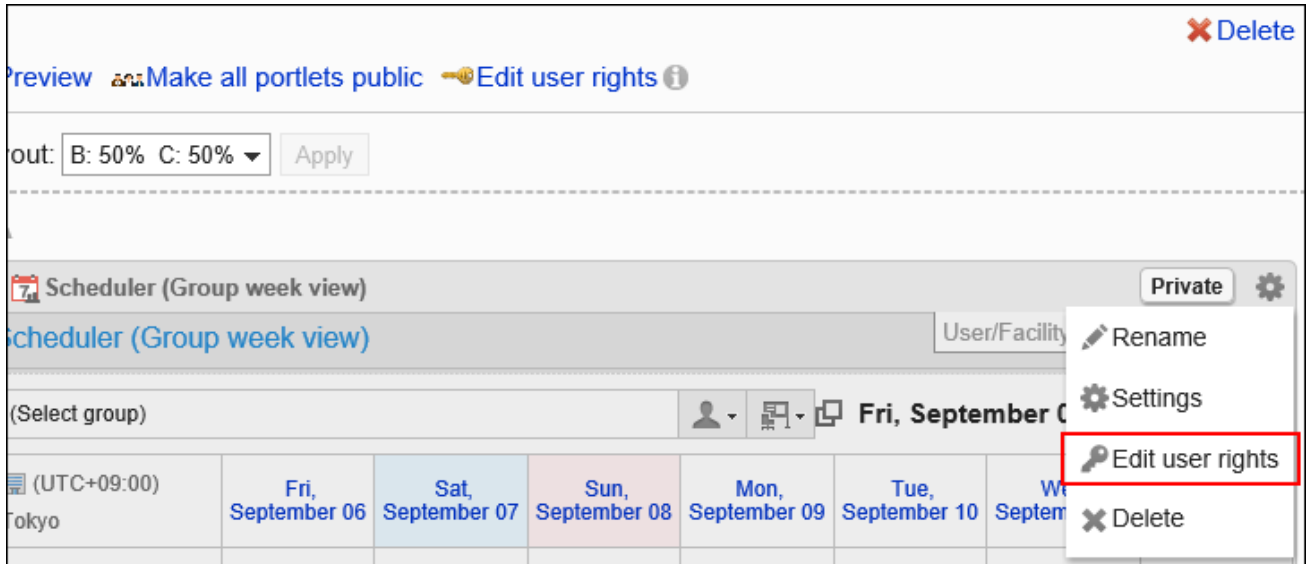 Delete
Preview Make all portlets public Edit user rights
out: B: 50% C: 50% Apply
Scheduler (Group week view) Private
Scheduler (Group week view) User/Facility
Rename
Settings
(Select group) Fri, September 0
Edit user rights
(UTC+09:00)
Tokyo
Fri,
September 06
Sat,
September 07
Sun,
September 08
Mon,
September 09
Tue,
September 10
We
Septem
Delete